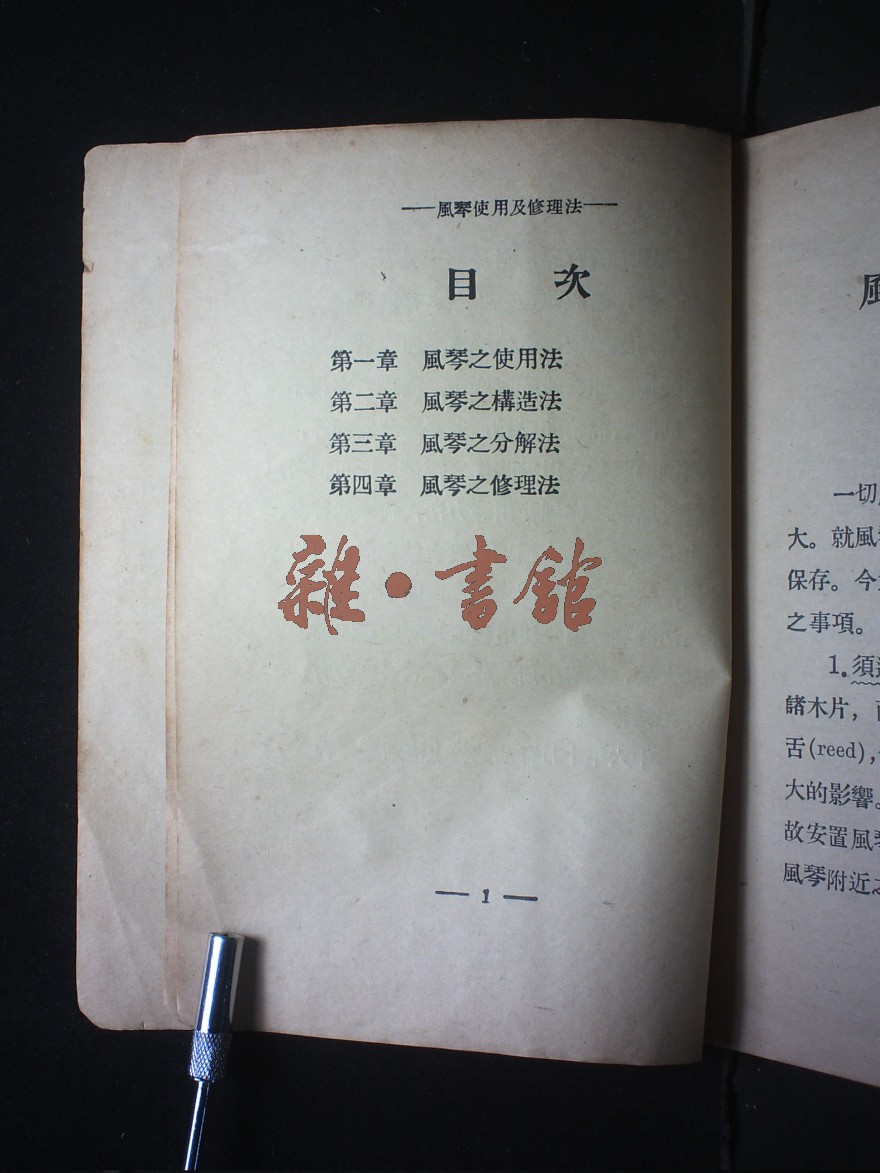 ——風琴使用及修理法——
目　次
第一章　風琴之使用法
第二章　風琴之構造法
第三章　風琴之分解法
第四章　風琴之修理法
雜·書館
— 1 —
風
一切
大。就風琴
保存。今
之事項。
1. 須
諸木片，
舌(reed),
大的影響。
故安置風琴
風琴附近之